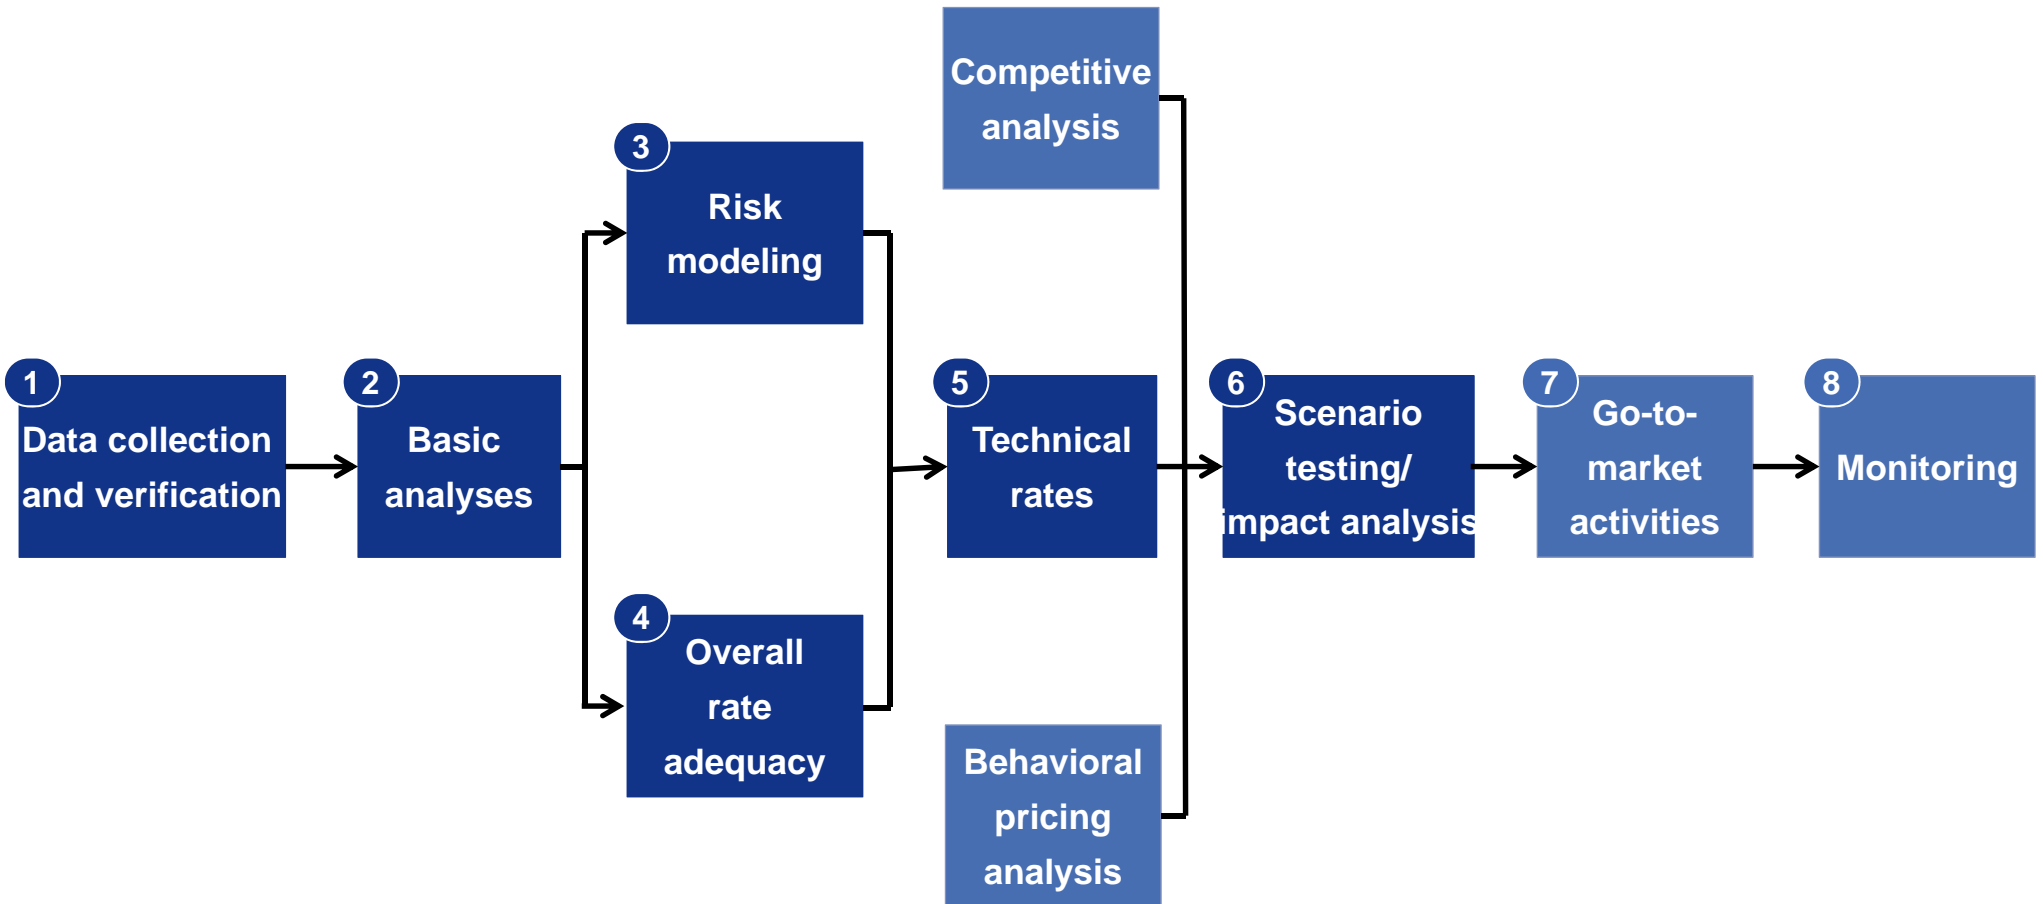 1
Data collection
and verification
2
Basic
analyses
3
Risk
modeling
4
Overall
rate
adequacy
Competitive
analysis
5
Technical
rates
Behavioral
pricing
analysis
6
Scenario
testing/
impact analysis
7
Go-to-
market
activities
8
Monitoring